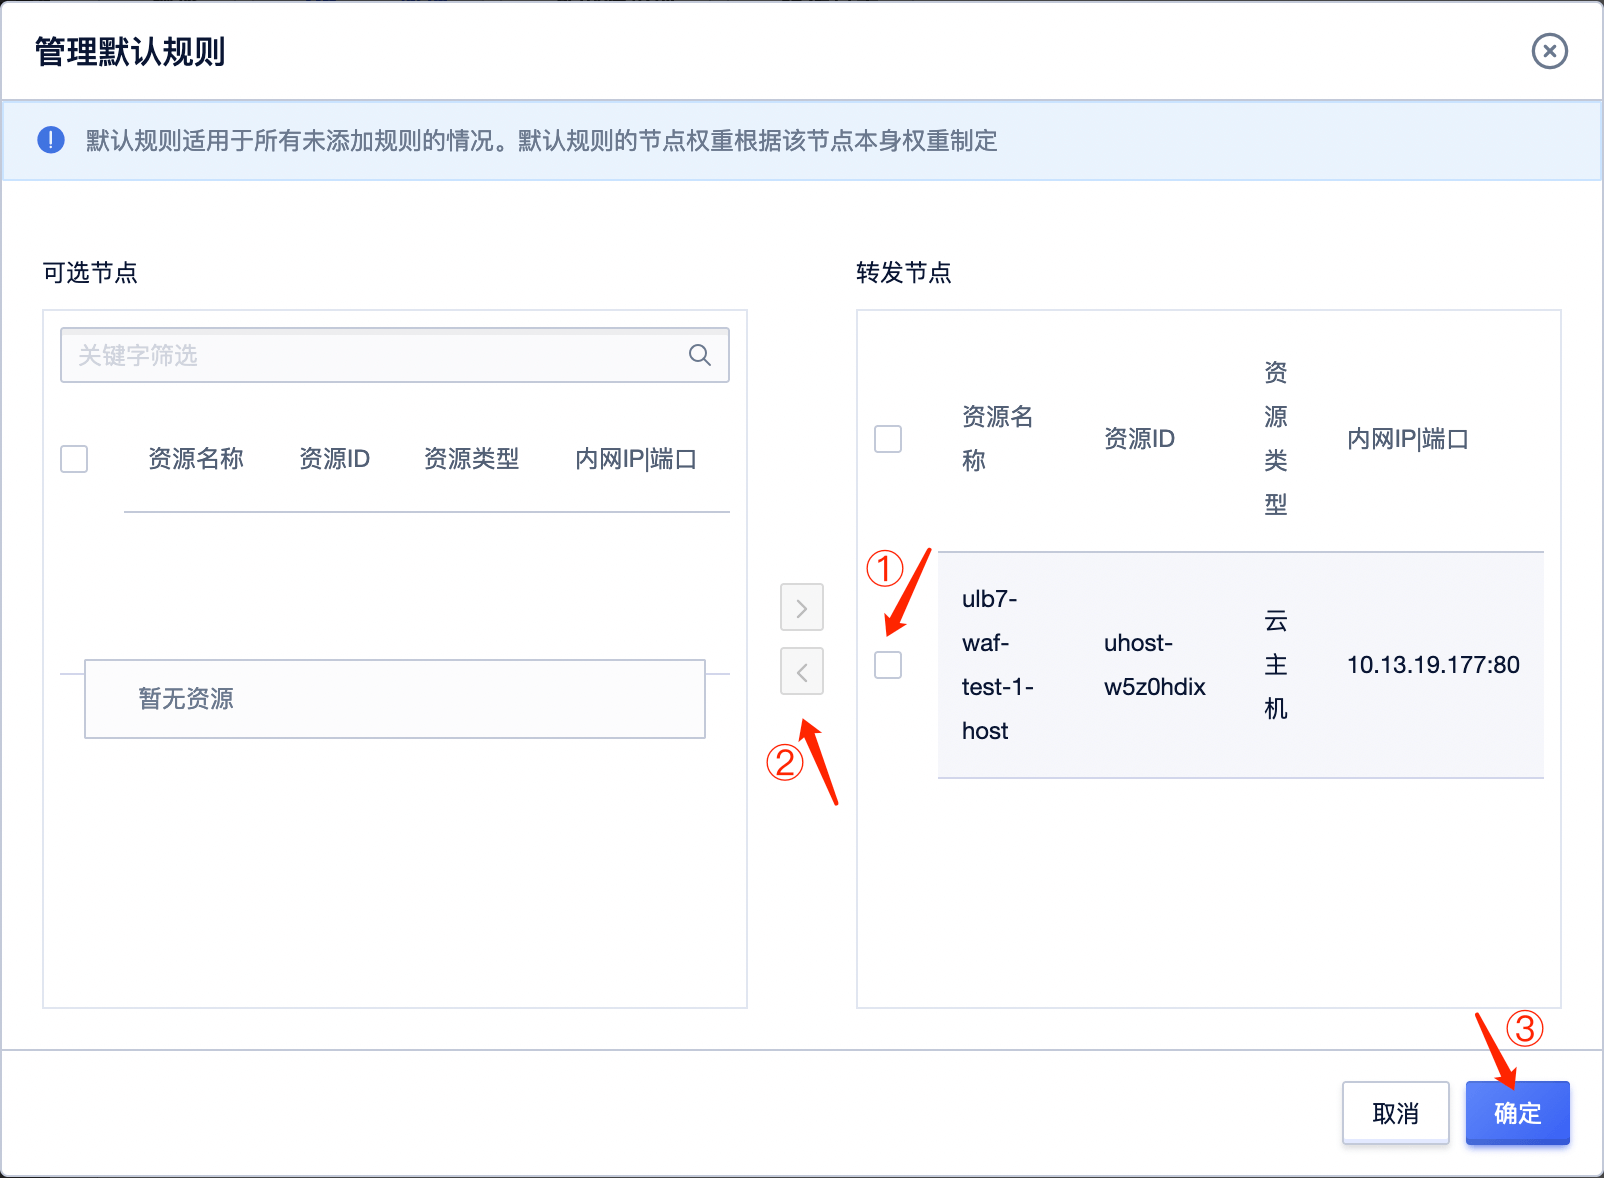 管理默认规则
默认规则适用于所有未添加规则的情况。默认规则的节点权重根据该节点本身权重制定
可选节点
关键字筛选
资源名称 资源ID 资源类型 内网IP|端口
暂无资源
转发节点
资源名
称
资源ID
资
源
类
型
内网IP|端口
①
ulb7-
waf-
test-1-
host
uhost-
w5z0hdix
云
主
机
10.13.19.177:80
②
③
取消
确定